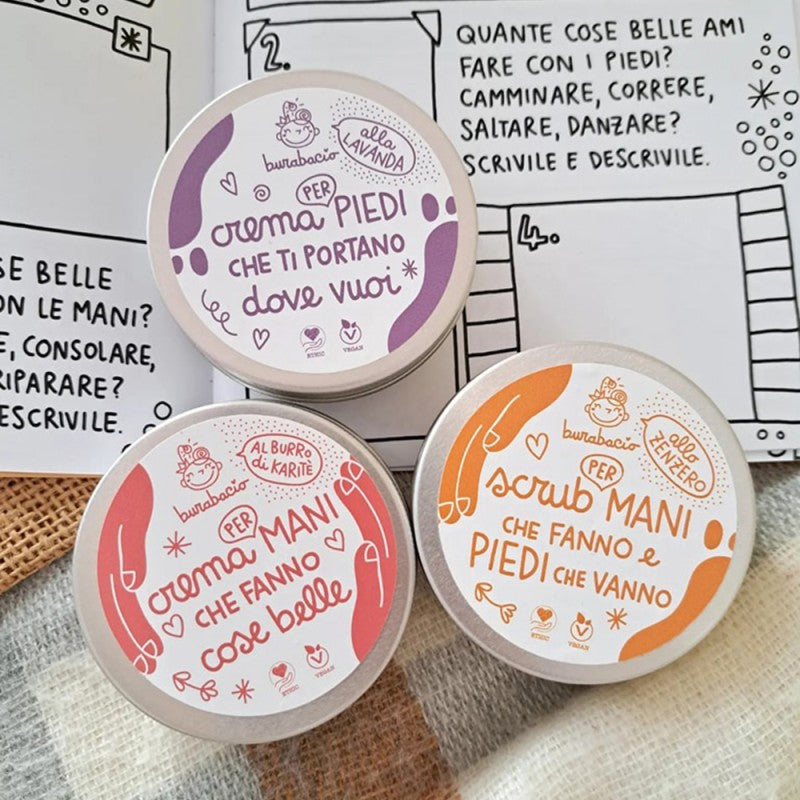 2.
QUANTE COSE BELLE AMI
FARE CON I PIEDI?
CAMMINARE, CORRERE,
SALTARE, DANZARE?
SCRIVILE E DESCRIVILE.
4.
SE BELLE
ON LE MANI?
E, CONSOLARE,
RIPARARE?
DESCRIVILE.
burabacio
alla
LAVANDA
crema PER PIEDI
CHE TI PORTANO
dove vuoi
ETHIC
VEGAN
burabacio
AL BURRO
di KARITÈ
crema PER MANI
CHE FANNO
cose belle
ETHIC
VEGAN
burabacio
allo
ZENZERO
scrub PER MANI
CHE FANNO e
PIEDI CHE VANNO
ETHIC
VEGAN